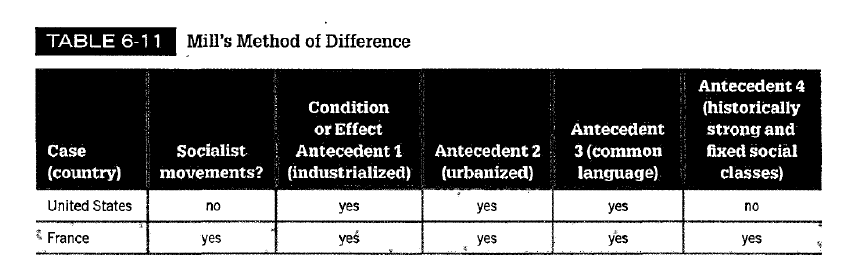 TABLE 6-11 Mill's Method of Difference
Case (country) Socialist movements? Condition or Effect Antecedent 1 (industrialized) Antecedent 2 (urbanized) Antecedent 3 (common language) Antecedent 4 (historically strong and fixed social classes)
United States no yes yes yes no
France yes yes yes yes yes